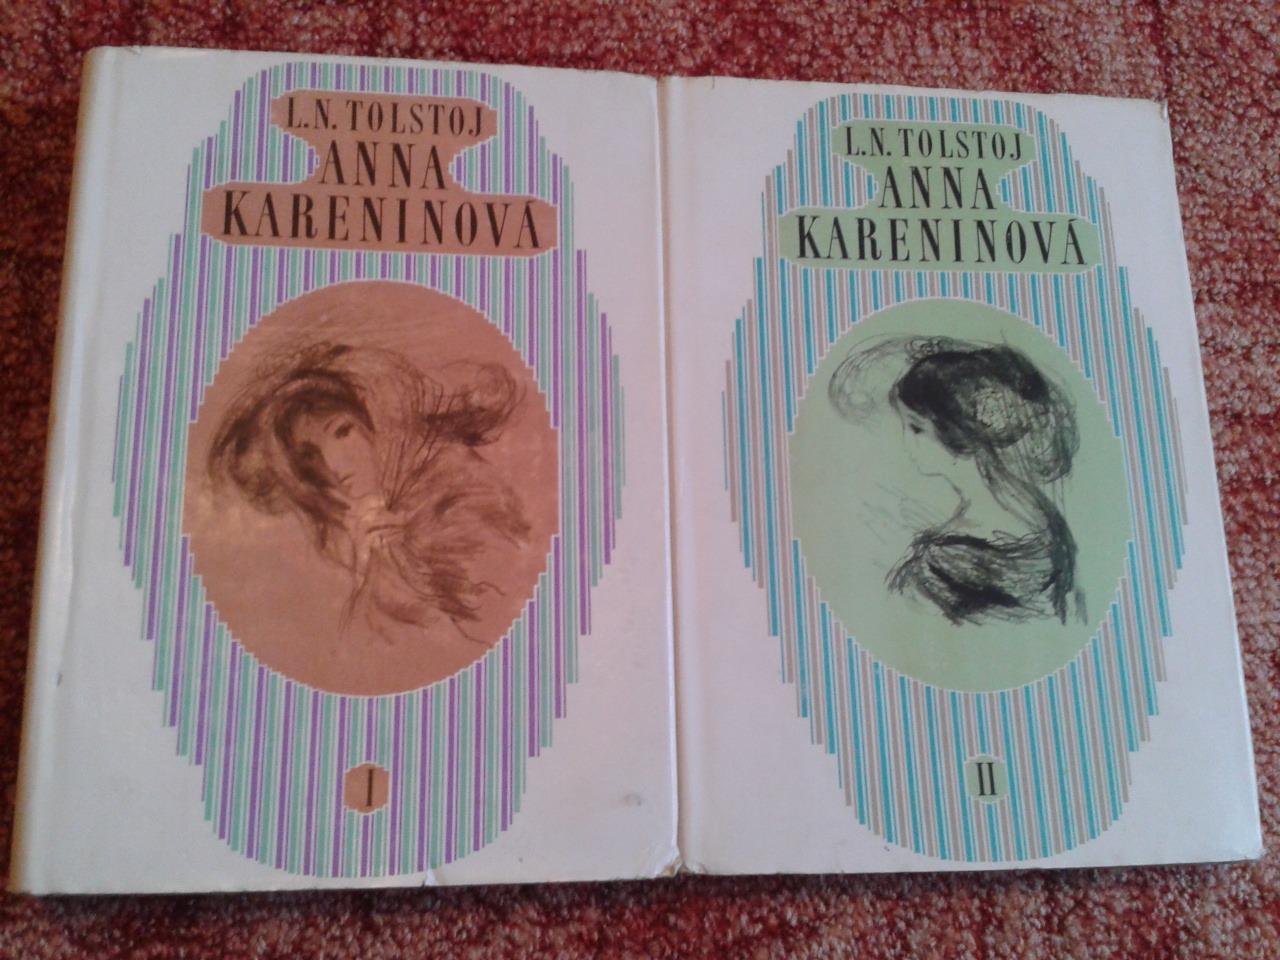 L.N. TOLSTOJ
ANNA
KARENINOVÁ
I
L.N. TOLSTOJ
ANNA
KARENINOVÁ
II